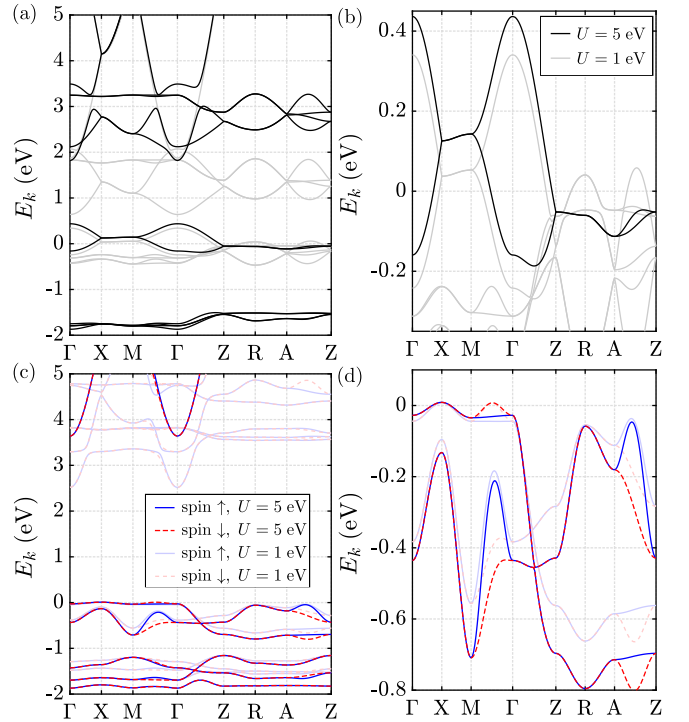 (a)
5
4
3
2
1
0
-1
-2
E_k (eV)
Γ X M Γ Z R A Z
(b)
0.4
0.2
0
-0.2
E_k (eV)
U = 5 eV
U = 1 eV
Γ X M Γ Z R A Z
(c)
5
4
3
2
1
0
-1
-2
E_k (eV)
spin ↑, U = 5 eV
spin ↓, U = 5 eV
spin ↑, U = 1 eV
spin ↓, U = 1 eV
Γ X M Γ Z R A Z
(d)
0
-0.2
-0.4
-0.6
-0.8
E_k (eV)
Γ X M Γ Z R A Z